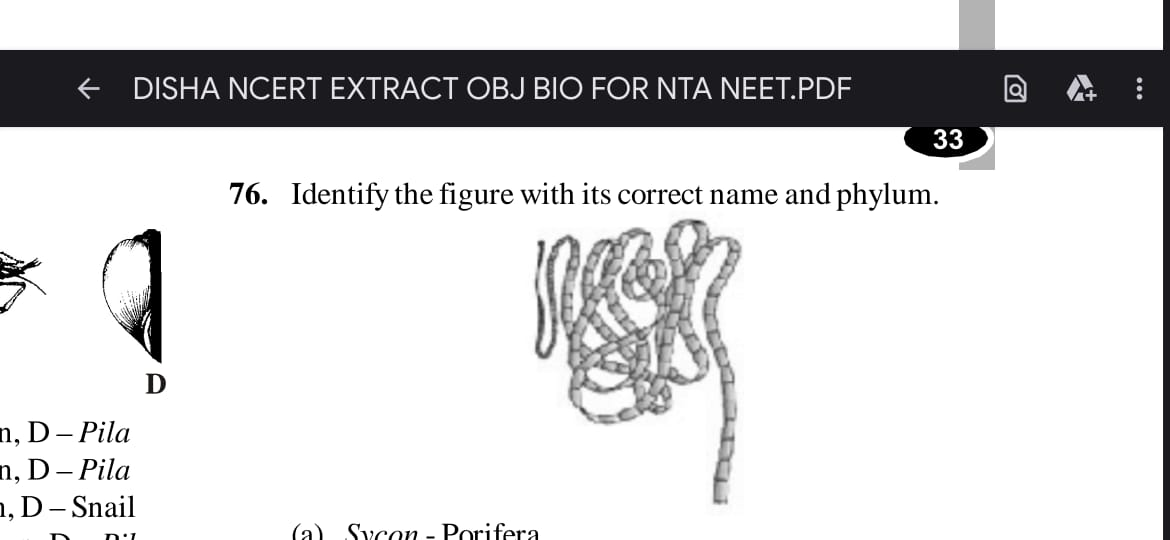 DISHA NCERT EXTRACT OBJ BIO FOR NTA NEET.PDF
33
76. Identify the figure with its correct name and phylum.
D
n, D – Pila
n, D – Pila
, D – Snail
(a) Sycon - Porifera